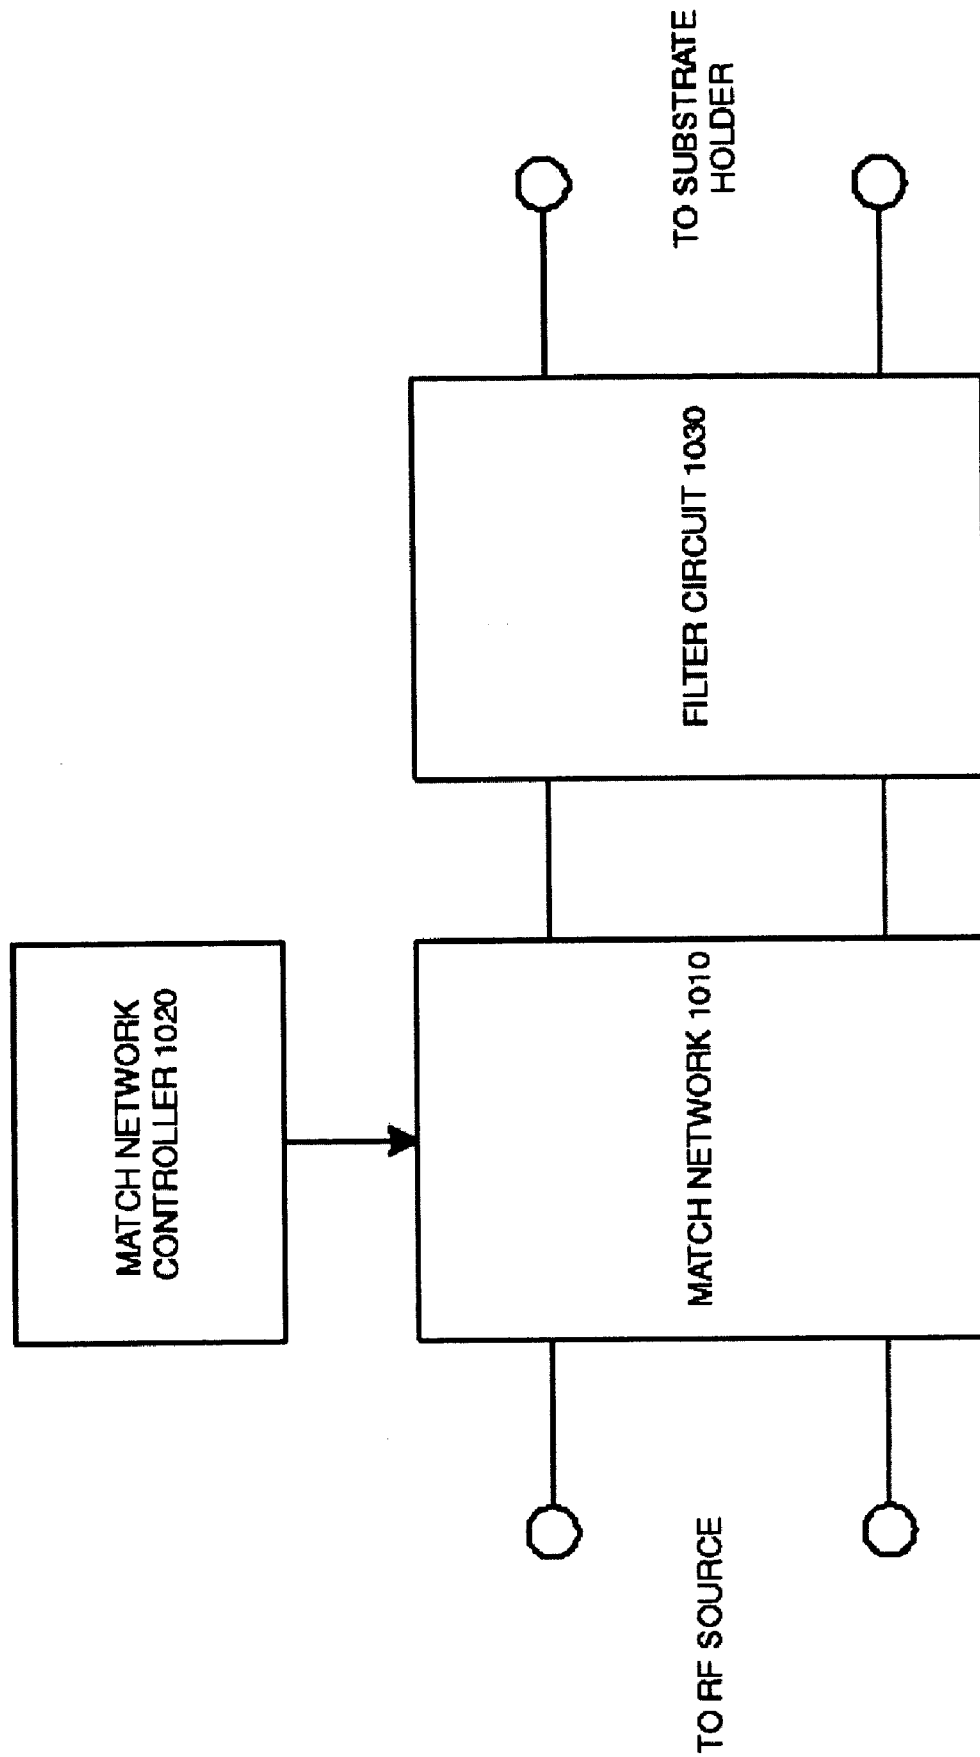 MATCH NETWORK
CONTROLLER 1020
TO RF SOURCE
MATCH NETWORK 1010
FILTER CIRCUIT 1030
TO SUBSTRATE
HOLDER